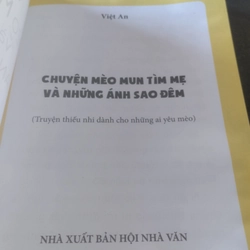 Việt An
CHUYỆN MÈO MUN TÌM MẸ
VÀ NHỮNG ÁNH SAO ĐÊM
(Truyện thiếu nhi dành cho những ai yêu mèo)
NHÀ XUẤT BẢN HỘI NHÀ VĂN